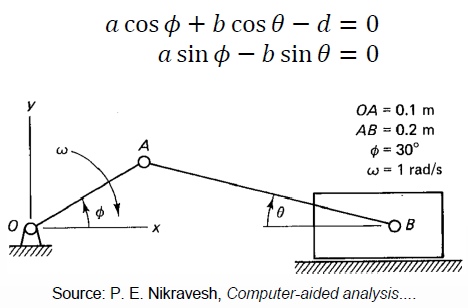 a cos ϕ + b cos θ − d = 0
a sin ϕ − b sin θ = 0
y
OA = 0.1 m
AB = 0.2 m
ϕ = 30°
ω = 1 rad/s
ω
A
ϕ
θ
O
x
B
Source: P. E. Nikravesh, Computer-aided analysis....